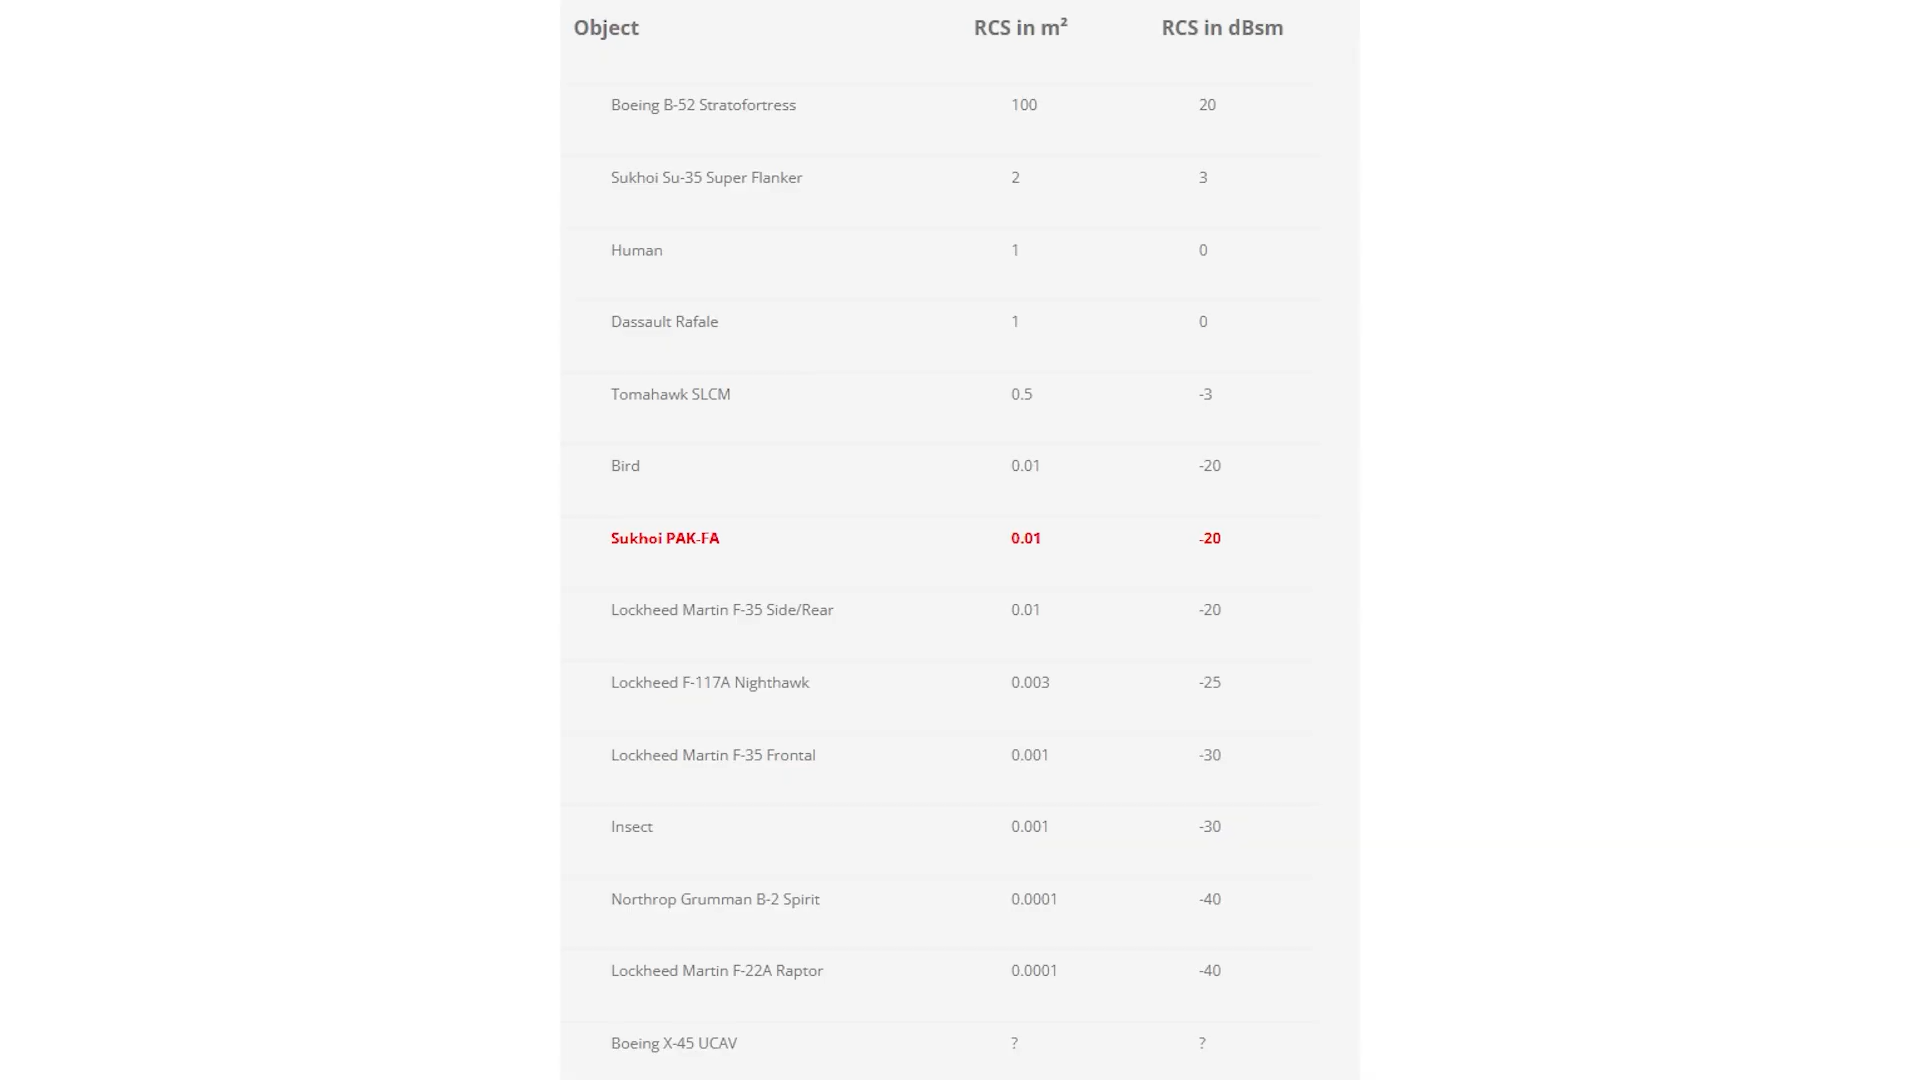 Object RCS in m² RCS in dBsm
Boeing B-52 Stratofortress 100 20
Sukhoi Su-35 Super Flanker 2 3
Human 1 0
Dassault Rafale 1 0
Tomahawk SLCM 0.5 -3
Bird 0.01 -20
Sukhoi PAK-FA 0.01 -20
Lockheed Martin F-35 Side/Rear 0.01 -20
Lockheed F-117A Nighthawk 0.003 -25
Lockheed Martin F-35 Frontal 0.001 -30
Insect 0.001 -30
Northrop Grumman B-2 Spirit 0.0001 -40
Lockheed Martin F-22A Raptor 0.0001 -40
Boeing X-45 UCAV ? ?